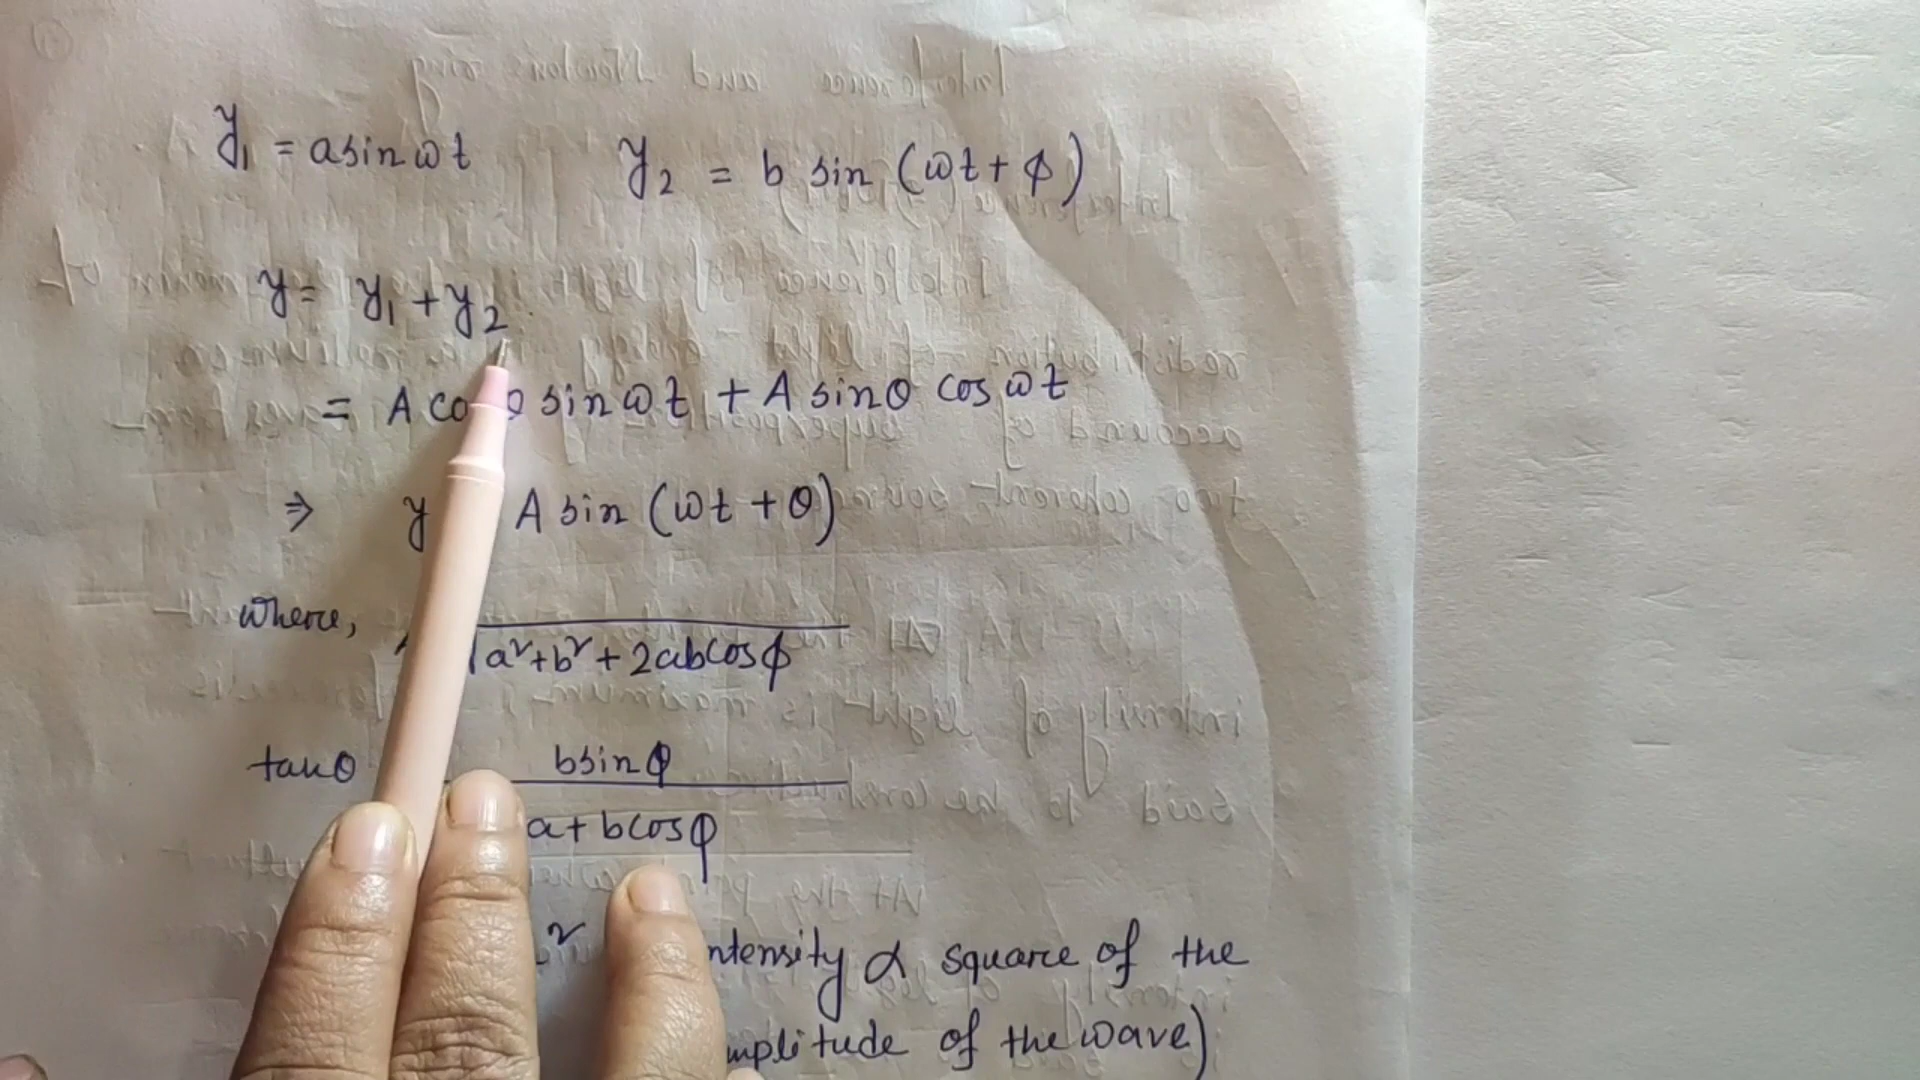 y₁ = a sin ωt    y₂ = b sin (ωt + φ)
y = y₁ + y₂
= A θ sin ωt + A sin θ cos ωt
⇒ y A sin (ωt + θ)
where, √a² + b² + 2ab cos φ
tan θ b sin φ
a + b cos φ
² ntensity ∝ square of the
mplitude of the wave)